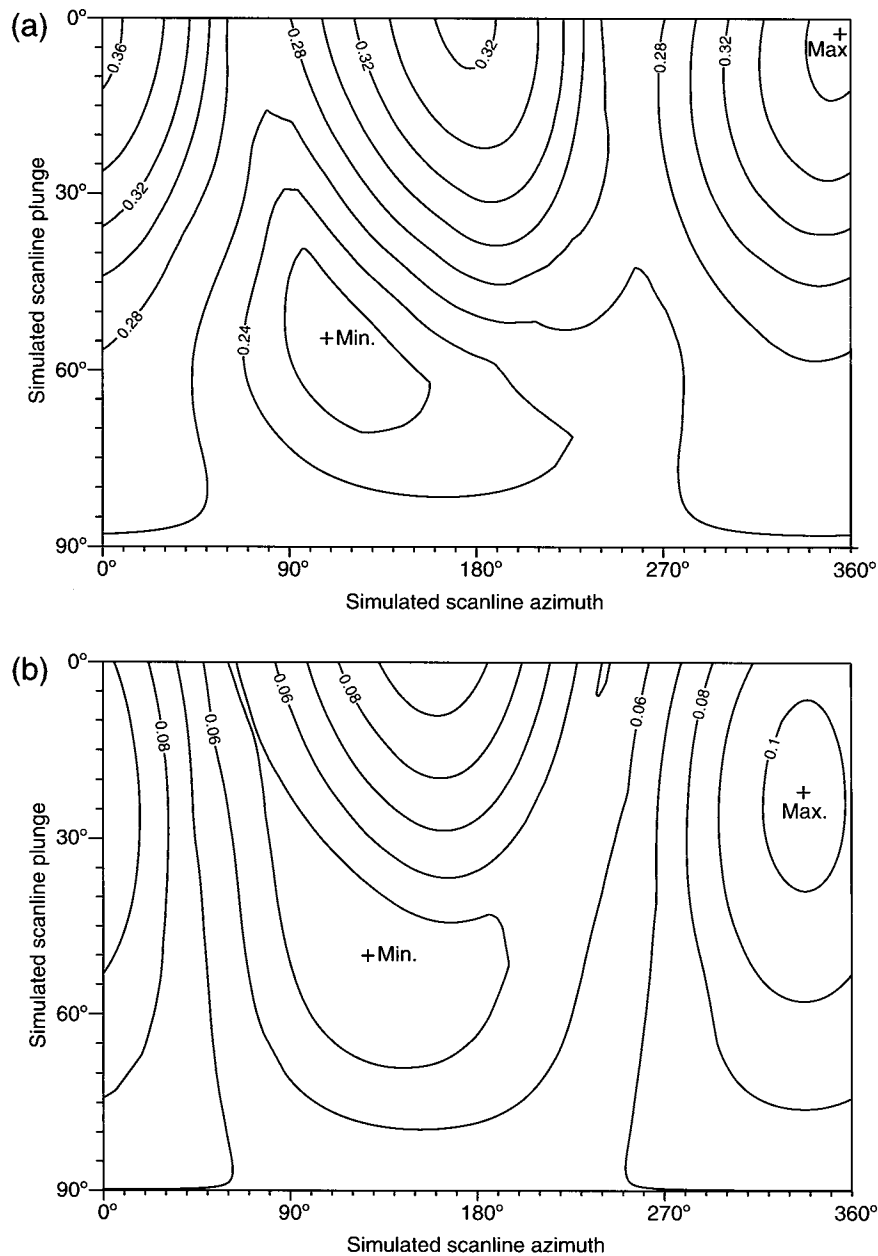 (a)
0°
30°
60°
90°
Simulated scanline plunge
0.36
0.32
0.28
0.28
0.32
0.32
0.28
0.32
0.24
+Min.
+
Max
0° 90° 180° 270° 360°
Simulated scanline azimuth
(b)
0°
30°
60°
90°
Simulated scanline plunge
0.08
0.06
0.06
0.08
0.06
0.08
0.1
+
Max.
+Min.
0° 90° 180° 270° 360°
Simulated scanline azimuth